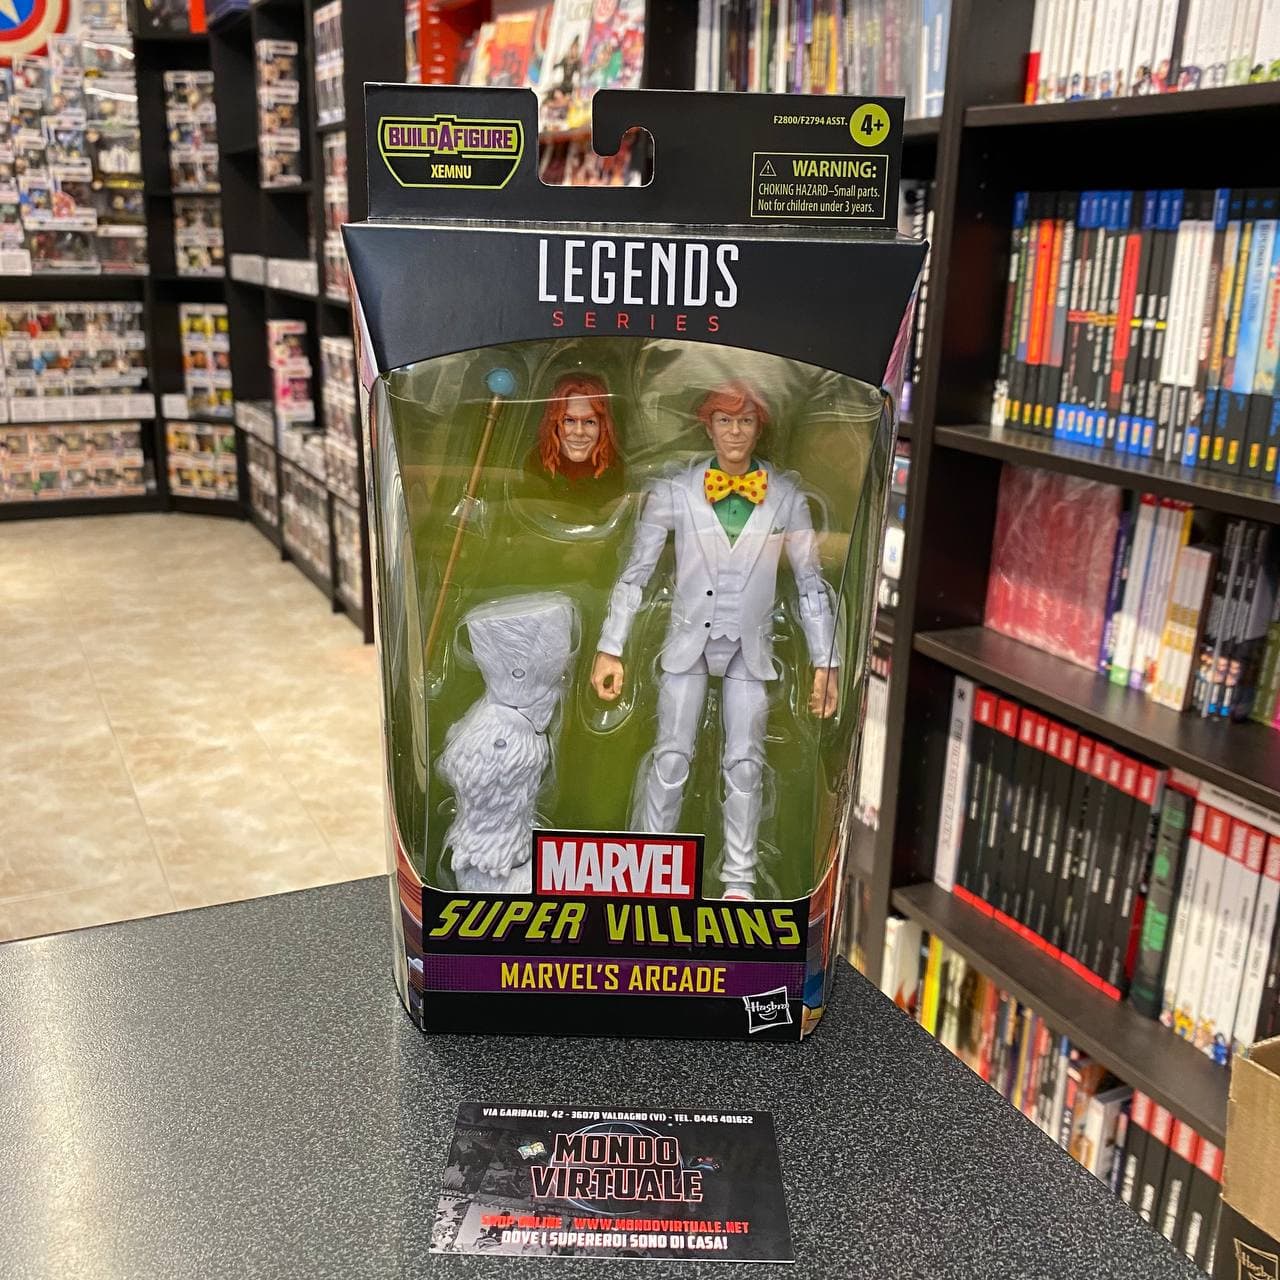 BUILDAFIGURE
XEMNU
F2800/F2794 ASST.
4+
WARNING:
CHOKING HAZARD–Small parts.
Not for children under 3 years.
LEGENDS
SERIES
MARVEL
SUPER VILLAINS
MARVEL'S ARCADE
Hasbro
VIA GARIBALDI, 42 - 36078 VALDAGNO (VI) - TEL. 0445 401622
MONDO
VIRTUALE
SHOP ONLINE WWW.MONDOVIRTUALE.NET
DOVE I SUPEREROI SONO DI CASA!